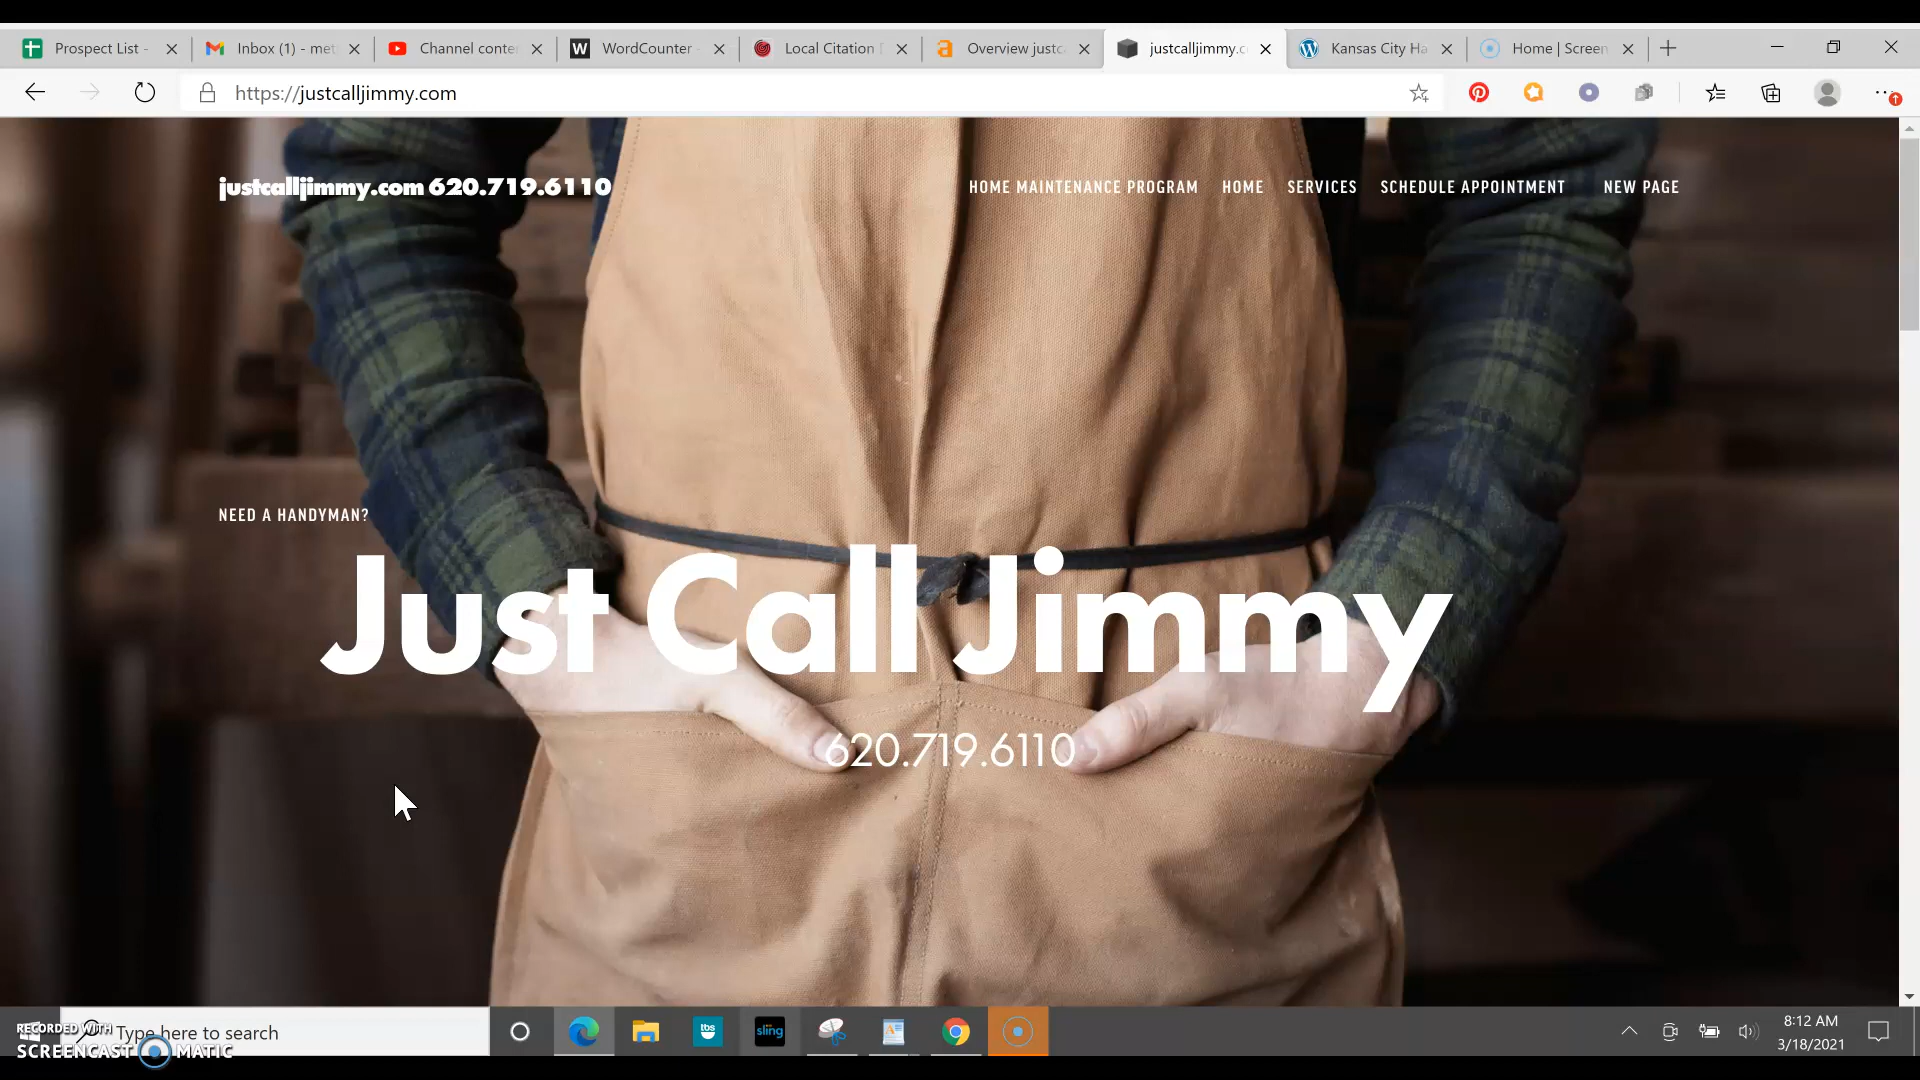 Prospect List - Inbox (1) - met Channel conte WordCounter - Local Citation Overview justc justcalljimmy.c Kansas City Ha Home | Screen
https://justcalljimmy.com
justcalljimmy.com 620.719.6110 HOME MAINTENANCE PROGRAM HOME SERVICES SCHEDULE APPOINTMENT NEW PAGE
NEED A HANDYMAN?
Just Call Jimmy
620.719.6110
RECORDED WITH
SCREENCAST MATIC
Type here to search
tbs
sling
8:12 AM
3/18/2021